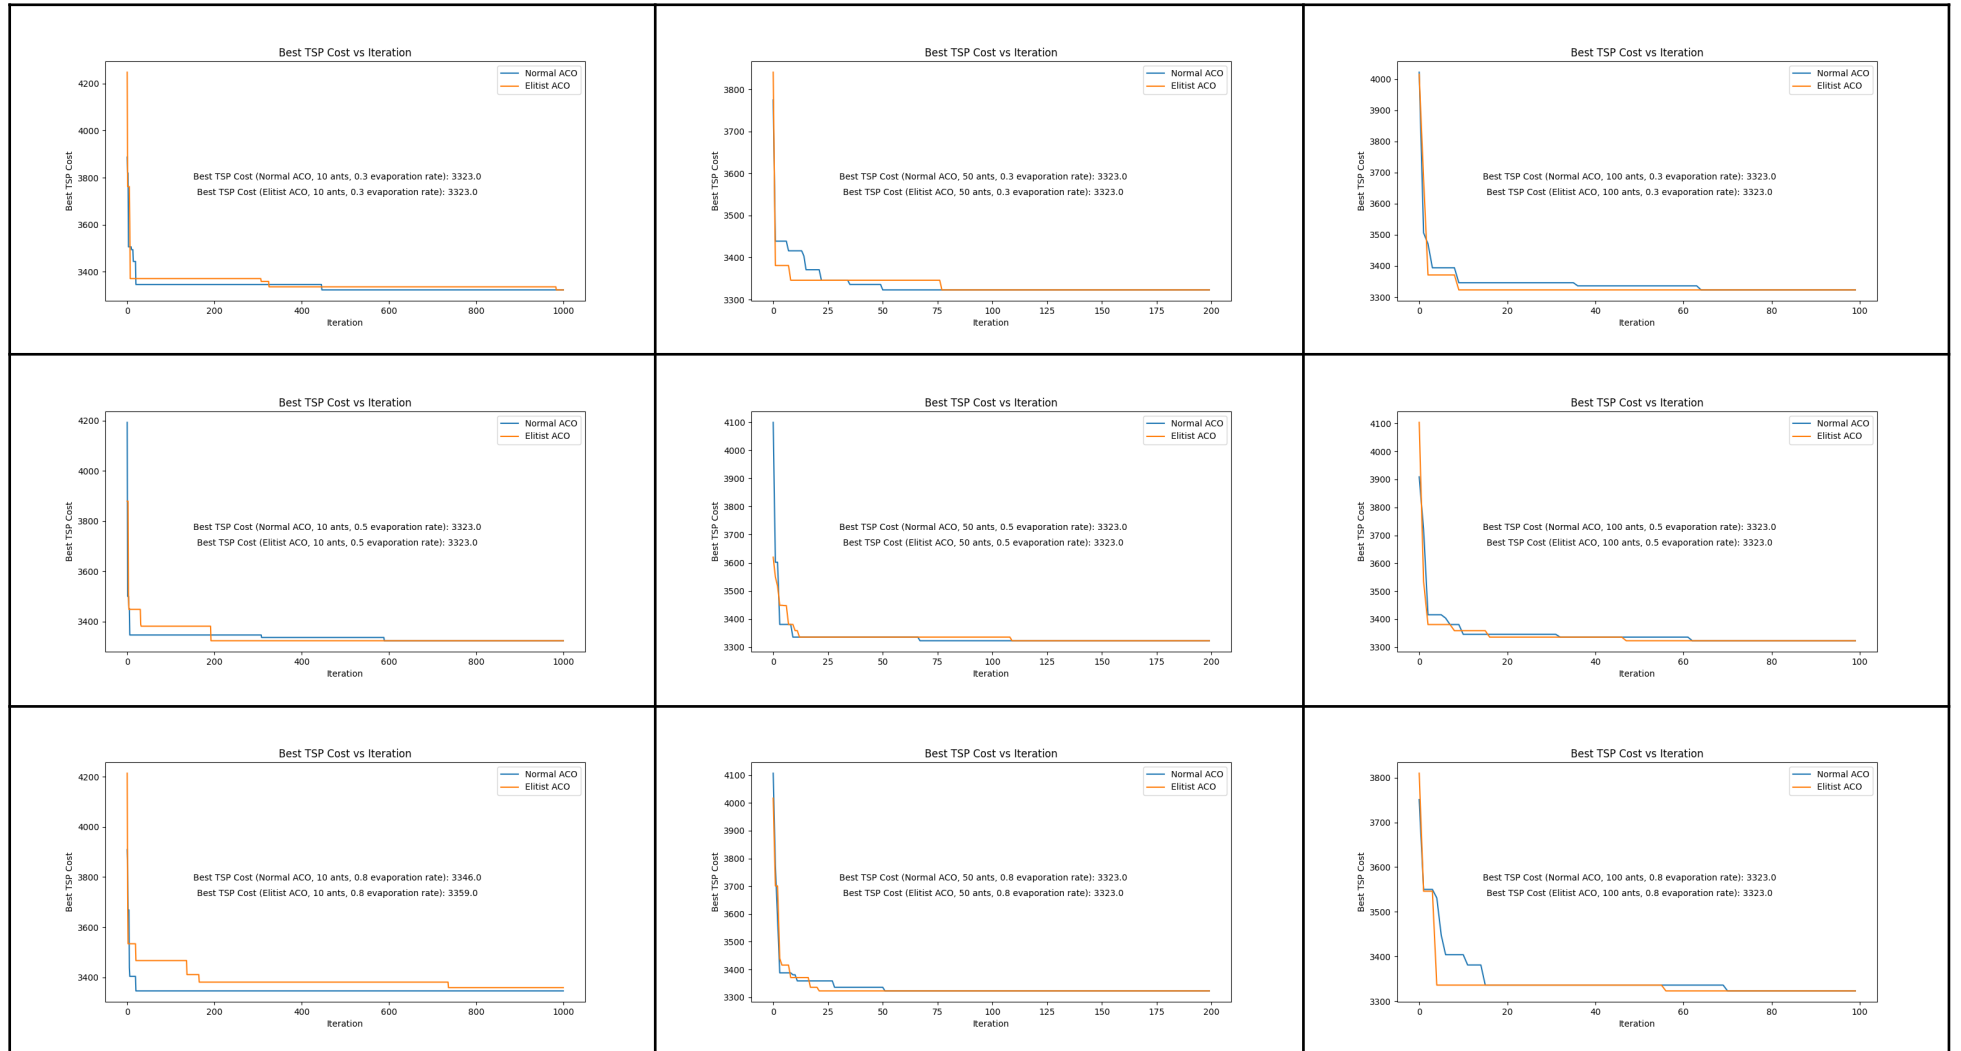 Best TSP Cost vs Iteration
Normal ACO
Elitist ACO
4200
4000
3800
3600
3400
Best TSP Cost
Best TSP Cost (Normal ACO, 10 ants, 0.3 evaporation rate): 3323.0
Best TSP Cost (Elitist ACO, 10 ants, 0.3 evaporation rate): 3323.0
0 200 400 600 800 1000
Iteration
Best TSP Cost vs Iteration
Normal ACO
Elitist ACO
3800
3700
3600
3500
3400
3300
Best TSP Cost
Best TSP Cost (Normal ACO, 50 ants, 0.3 evaporation rate): 3323.0
Best TSP Cost (Elitist ACO, 50 ants, 0.3 evaporation rate): 3323.0
0 25 50 75 100 125 150 175 200
Iteration
Best TSP Cost vs Iteration
Normal ACO
Elitist ACO
4000
3900
3800
3700
3600
3500
3400
3300
Best TSP Cost
Best TSP Cost (Normal ACO, 100 ants, 0.3 evaporation rate): 3323.0
Best TSP Cost (Elitist ACO, 100 ants, 0.3 evaporation rate): 3323.0
0 20 40 60 80 100
Iteration
Best TSP Cost vs Iteration
Normal ACO
Elitist ACO
4200
4000
3800
3600
3400
Best TSP Cost
Best TSP Cost (Normal ACO, 10 ants, 0.5 evaporation rate): 3323.0
Best TSP Cost (Elitist ACO, 10 ants, 0.5 evaporation rate): 3323.0
0 200 400 600 800 1000
Iteration
Best TSP Cost vs Iteration
Normal ACO
Elitist ACO
4100
4000
3900
3800
3700
3600
3500
3400
3300
Best TSP Cost
Best TSP Cost (Normal ACO, 50 ants, 0.5 evaporation rate): 3323.0
Best TSP Cost (Elitist ACO, 50 ants, 0.5 evaporation rate): 3323.0
0 25 50 75 100 125 150 175 200
Iteration
Best TSP Cost vs Iteration
Normal ACO
Elitist ACO
4100
4000
3900
3800
3700
3600
3500
3400
3300
Best TSP Cost
Best TSP Cost (Normal ACO, 100 ants, 0.5 evaporation rate): 3323.0
Best TSP Cost (Elitist ACO, 100 ants, 0.5 evaporation rate): 3323.0
0 20 40 60 80 100
Iteration
Best TSP Cost vs Iteration
Normal ACO
Elitist ACO
4200
4000
3800
3600
3400
Best TSP Cost
Best TSP Cost (Normal ACO, 10 ants, 0.8 evaporation rate): 3346.0
Best TSP Cost (Elitist ACO, 10 ants, 0.8 evaporation rate): 3359.0
0 200 400 600 800 1000
Iteration
Best TSP Cost vs Iteration
Normal ACO
Elitist ACO
4100
4000
3900
3800
3700
3600
3500
3400
3300
Best TSP Cost
Best TSP Cost (Normal ACO, 50 ants, 0.8 evaporation rate): 3323.0
Best TSP Cost (Elitist ACO, 50 ants, 0.8 evaporation rate): 3323.0
0 25 50 75 100 125 150 175 200
Iteration
Best TSP Cost vs Iteration
Normal ACO
Elitist ACO
3800
3700
3600
3500
3400
3300
Best TSP Cost
Best TSP Cost (Normal ACO, 100 ants, 0.8 evaporation rate): 3323.0
Best TSP Cost (Elitist ACO, 100 ants, 0.8 evaporation rate): 3323.0
0 20 40 60 80 100
Iteration